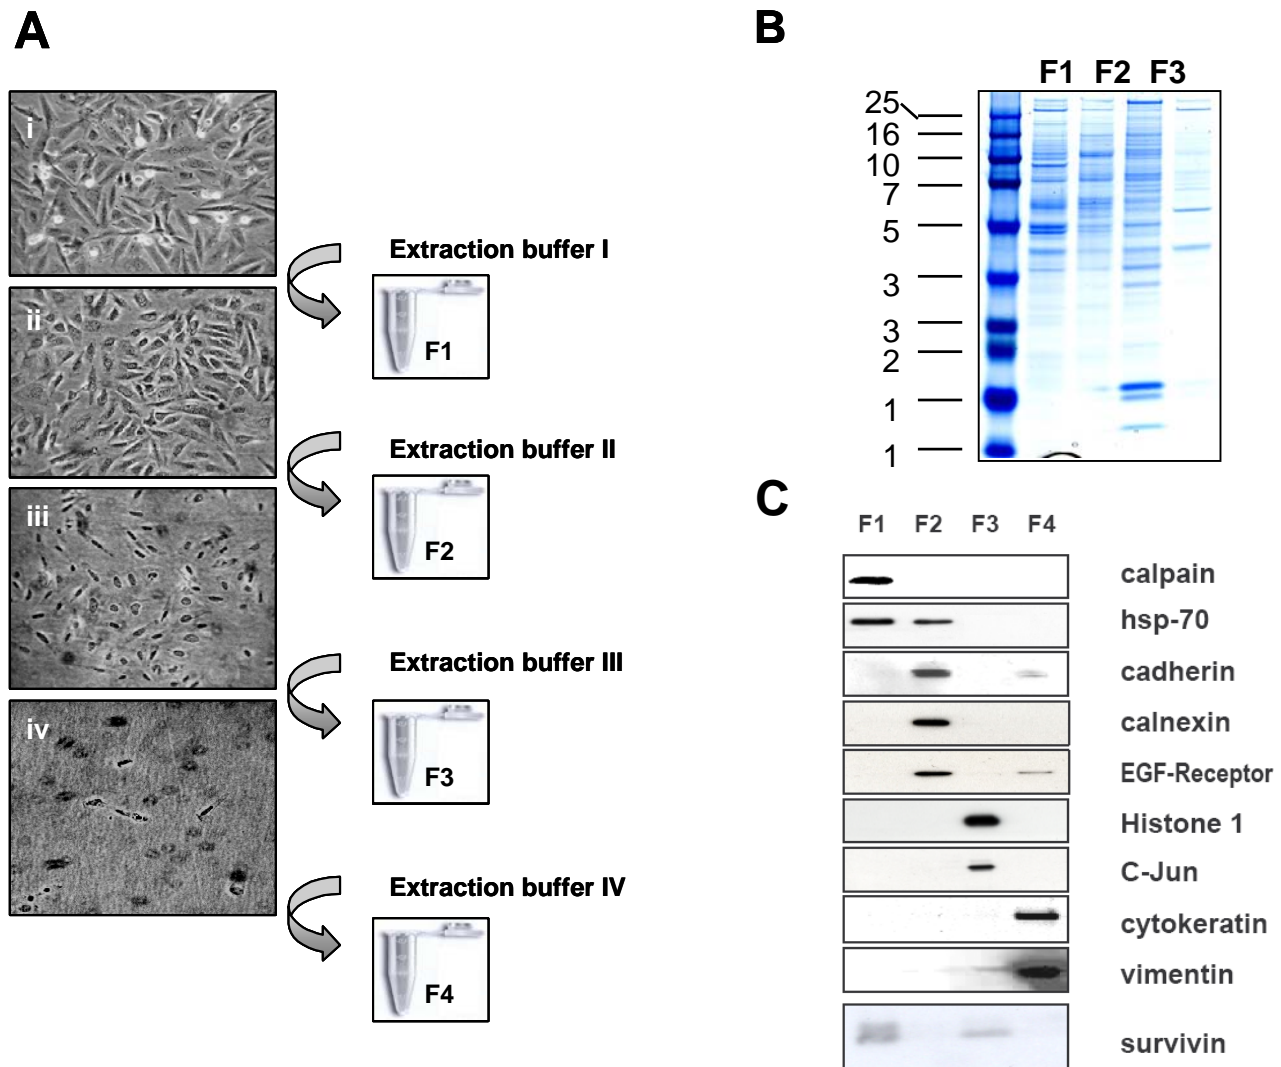 A
i
Extraction buffer I
F1
ii
Extraction buffer II
F2
iii
Extraction buffer III
F3
iv
Extraction buffer IV
F4
B
F1 F2 F3
25
16
10
7
5
3
3
2
1
1
C
F1 F2 F3 F4
calpain
hsp-70
cadherin
calnexin
EGF-Receptor
Histone 1
C-Jun
cytokeratin
vimentin
survivin